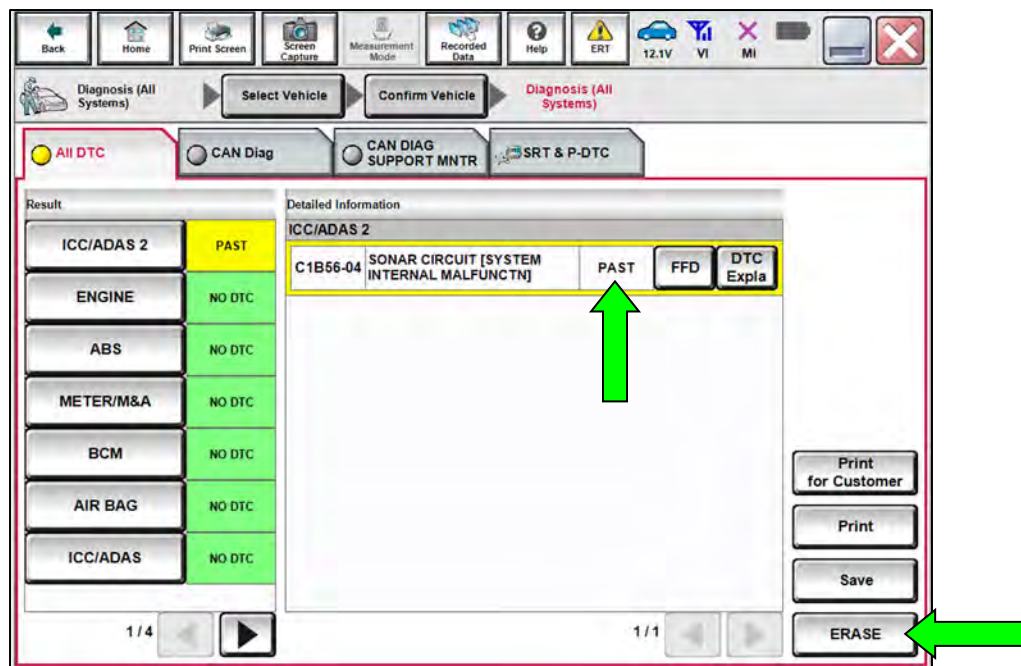 Back
Home
Print Screen
Screen
Capture
Measurement
Mode
Recorded
Data
Help
ERT
12.1V
VI
MI
Diagnosis (All
Systems)
Select Vehicle
Confirm Vehicle
Diagnosis (All
Systems)
All DTC
CAN Diag
CAN DIAG
SUPPORT MNTR
SRT & P-DTC
Result
Detailed Information
ICC/ADAS 2
PAST
ICC/ADAS 2
C1B56-04
SONAR CIRCUIT [SYSTEM
INTERNAL MALFUNCTN]
PAST
FFD
DTC
Expla
ENGINE
NO DTC
ABS
NO DTC
METER/M&A
NO DTC
BCM
NO DTC
AIR BAG
NO DTC
ICC/ADAS
NO DTC
Print
for Customer
Print
Save
1/4
1/1
ERASE